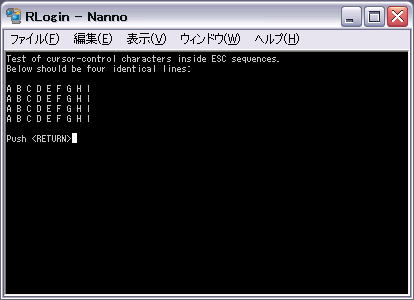 RLogin - Nanno
ファイル(F) 編集(E) 表示(V) ウィンドウ(W) ヘルプ(H)
Test of cursor-control characters inside ESC sequences.
Below should be four identical lines:
A B C D E F G H I
A B C D E F G H I
A B C D E F G H I
A B C D E F G H I
Push <RETURN>